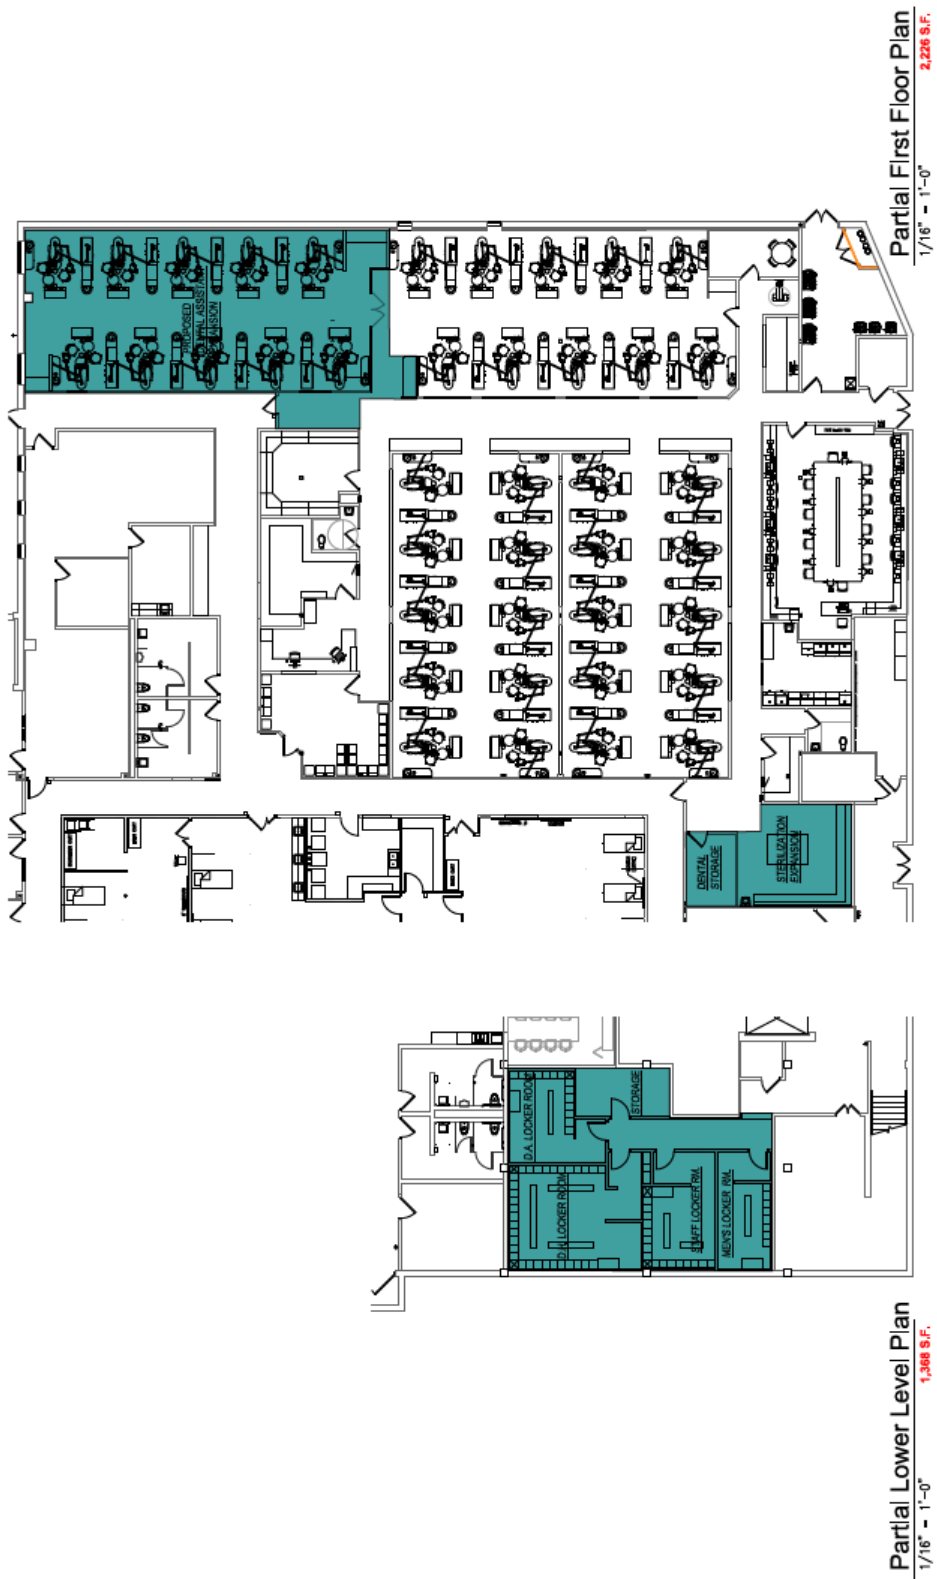 Partial First Floor Plan
1/16" = 1'-0"
2,226 S.F.
PROPOSED
DENTAL ASSISTANT
EXPANSION
DENTAL
STORAGE
STERILIZATION
EXPANSION
D.A. LOCKER ROOM
STORAGE
D.H. LOCKER ROOM
STAFF LOCKER RM.
MEN'S LOCKER RM.
Partial Lower Level Plan
1/16" = 1'-0"
1,368 S.F.